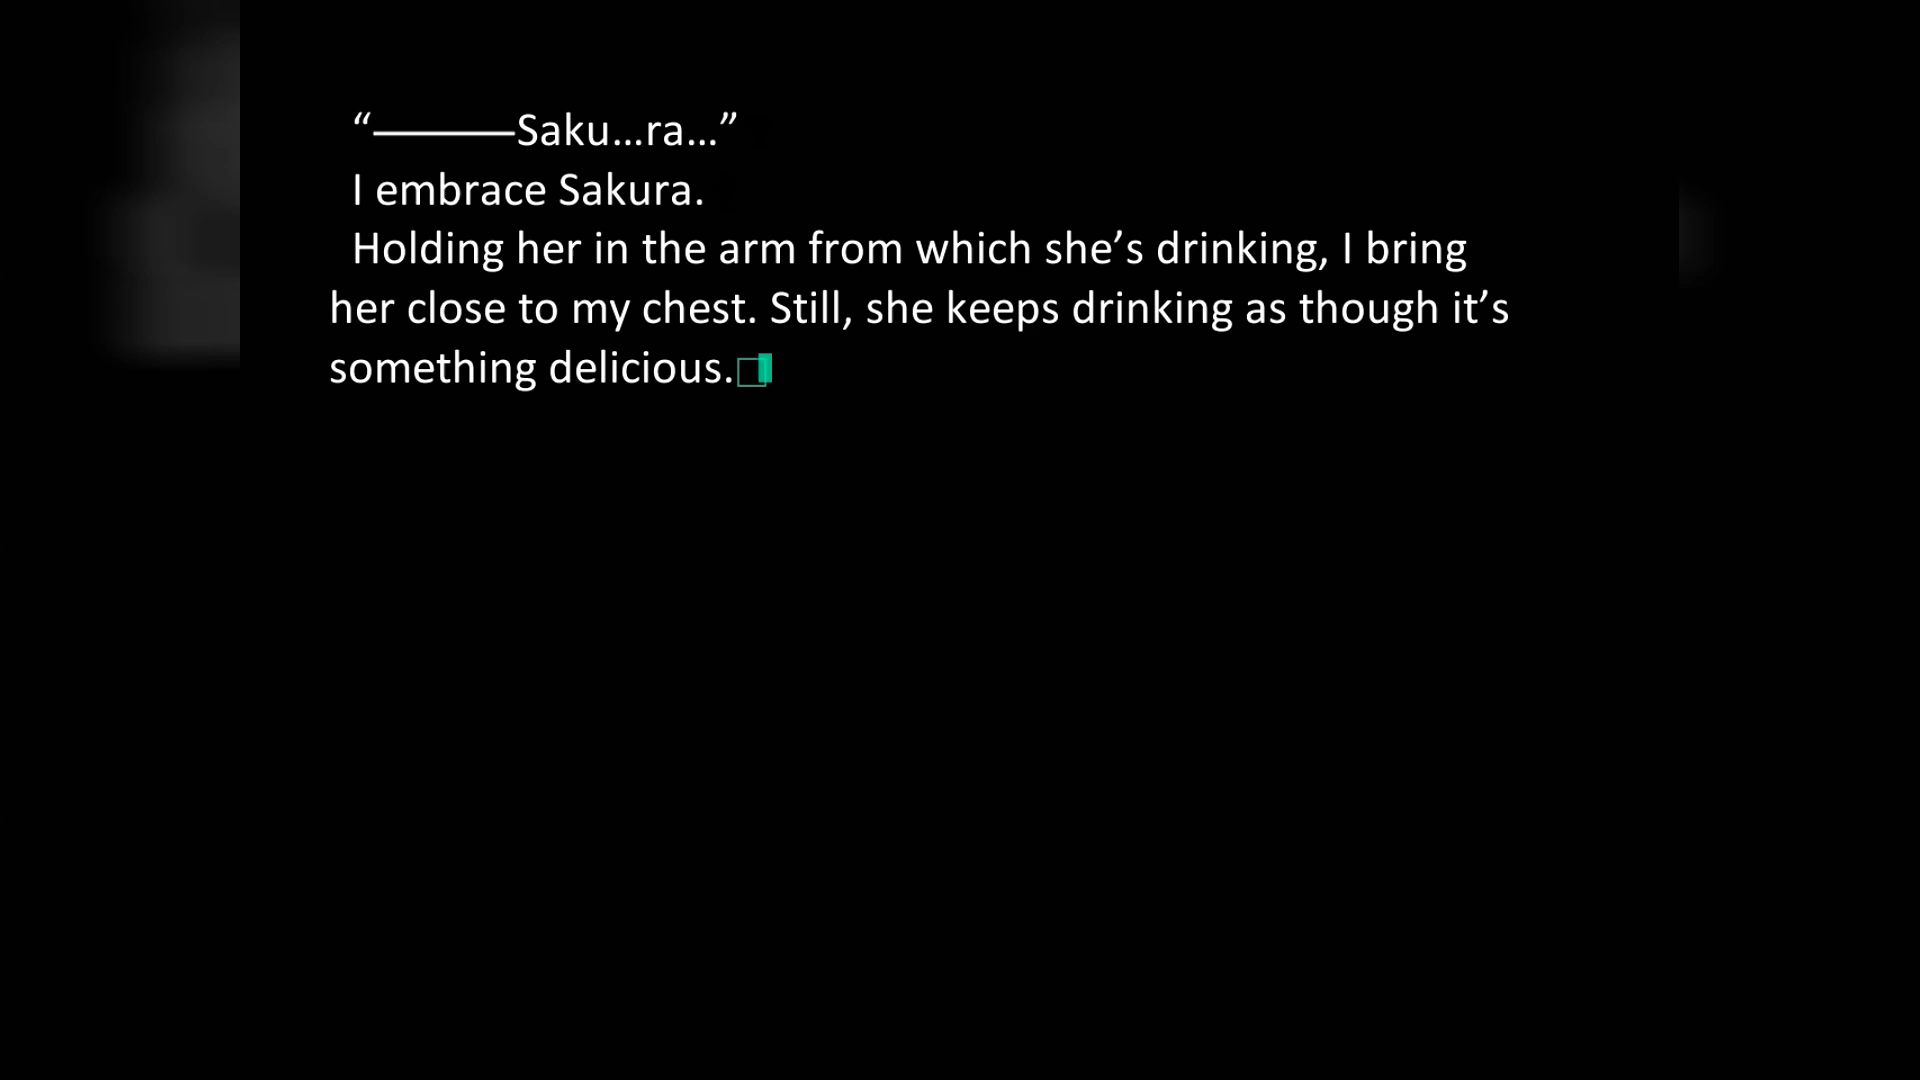 “―――Saku…ra…”
I embrace Sakura.
Holding her in the arm from which she’s drinking, I bring
her close to my chest. Still, she keeps drinking as though it’s
something delicious.